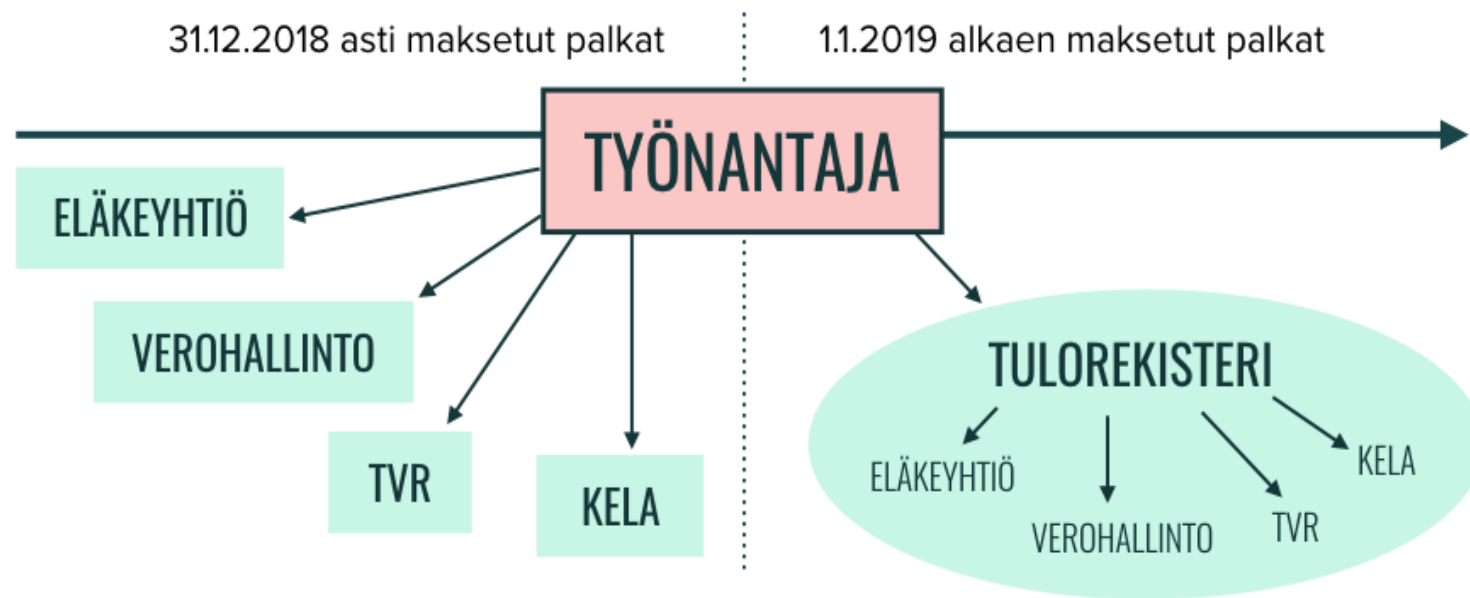 31.12.2018 asti maksetut palkat
1.1.2019 alkaen maksetut palkat
TYÖNANTAJA
ELÄKEYHTIÖ
VEROHALLINTO
TVR
KELA
TULOREKISTERI
ELÄKEYHTIÖ
VEROHALLINTO
TVR
KELA